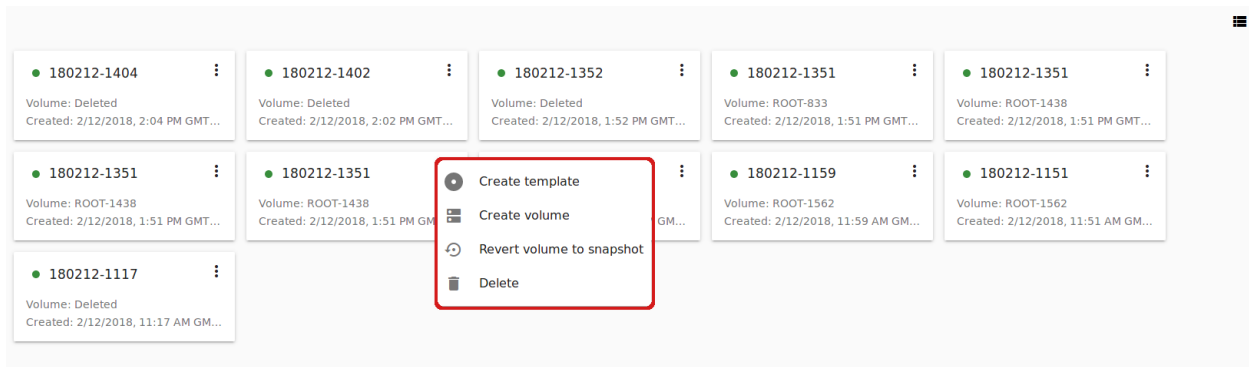 180212-1404
Volume: Deleted
Created: 2/12/2018, 2:04 PM GMT...
180212-1402
Volume: Deleted
Created: 2/12/2018, 2:02 PM GMT...
180212-1352
Volume: Deleted
Created: 2/12/2018, 1:52 PM GMT...
180212-1351
Volume: ROOT-833
Created: 2/12/2018, 1:51 PM GMT...
180212-1351
Volume: ROOT-1438
Created: 2/12/2018, 1:51 PM GMT...
180212-1351
Volume: ROOT-1438
Created: 2/12/2018, 1:51 PM GMT...
180212-1351
Volume: ROOT-1438
Created: 2/12/2018, 1:51 PM GM
Create template
Create volume
Revert volume to snapshot
Delete
GM...
180212-1159
Volume: ROOT-1562
Created: 2/12/2018, 11:59 AM GM...
180212-1151
Volume: ROOT-1562
Created: 2/12/2018, 11:51 AM GM...
180212-1117
Volume: Deleted
Created: 2/12/2018, 11:17 AM GM...